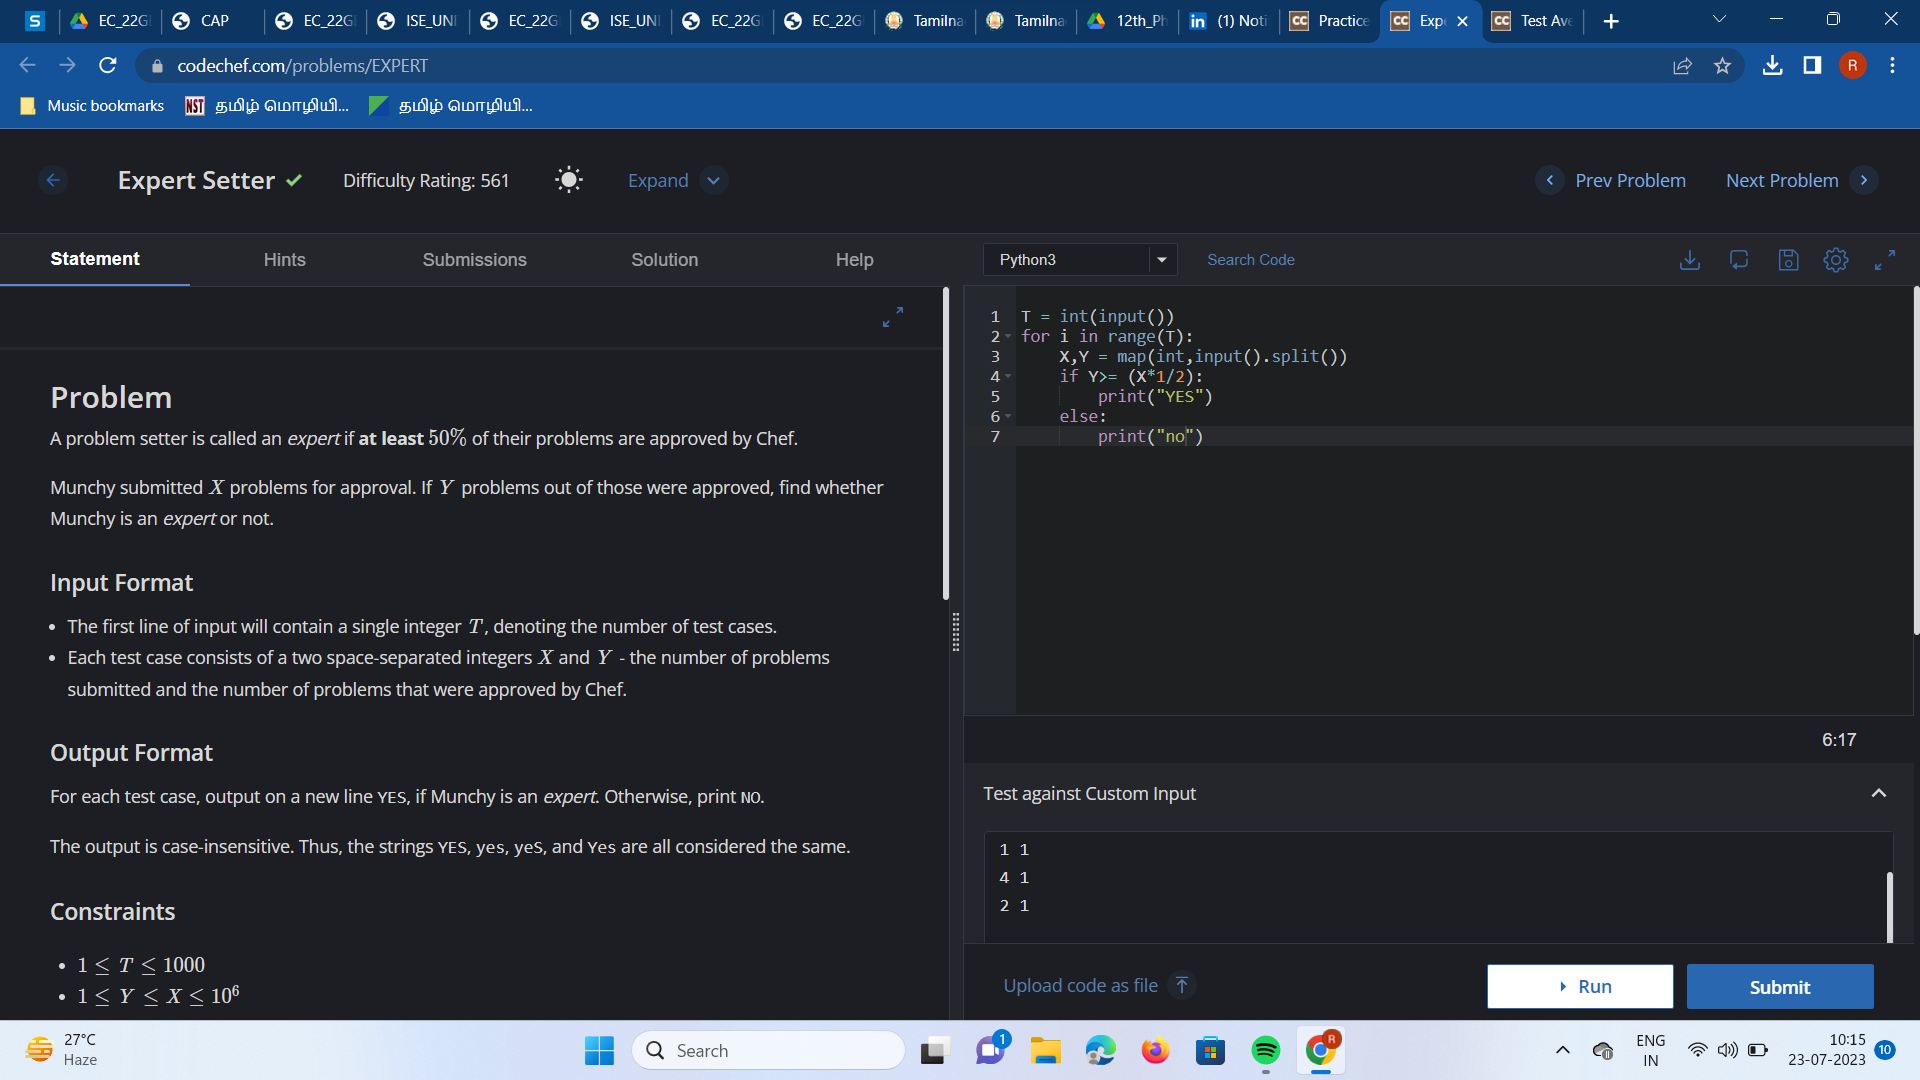 S EC_22G CAP EC_22G ISE_UNI EC_22G ISE_UNI EC_22G EC_22G Tamilna Tamilna 12th_Ph in (1) Noti CC Practice CC Exp CC Test Ave
codechef.com/problems/EXPERT R
Music bookmarks NST தமிழ் மொழியி... தமிழ் மொழியி...
Expert Setter Difficulty Rating: 561 Expand Prev Problem Next Problem
Statement Hints Submissions Solution Help Python3 Search Code
Problem
A problem setter is called an expert if at least 50% of their problems are approved by Chef.
Munchy submitted X problems for approval. If Y problems out of those were approved, find whether
Munchy is an expert or not.
Input Format
• The first line of input will contain a single integer T, denoting the number of test cases.
• Each test case consists of a two space-separated integers X and Y - the number of problems
submitted and the number of problems that were approved by Chef.
Output Format
For each test case, output on a new line YES, if Munchy is an expert. Otherwise, print NO.
The output is case-insensitive. Thus, the strings YES, yes, yeS, and Yes are all considered the same.
Constraints
• 1 ≤ T ≤ 1000
• 1 ≤ Y ≤ X ≤ 10⁶
1 T = int(input())
2 for i in range(T):
3 X,Y = map(int,input().split())
4 if Y>= (X*1/2):
5 print("YES")
6 else:
7 print("no")
6:17
Test against Custom Input
1 1
4 1
2 1
Upload code as file Run Submit
27°C
Haze
Search
1
R
ENG
IN
10:15
23-07-2023
10